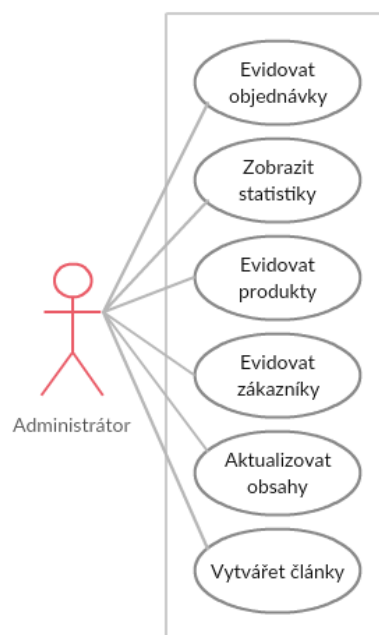 Evidovat
objednávky
Zobrazit
statistiky
Evidovat
produkty
Evidovat
zákazníky
Administrátor
Aktualizovat
obsahy
Vytvářet články